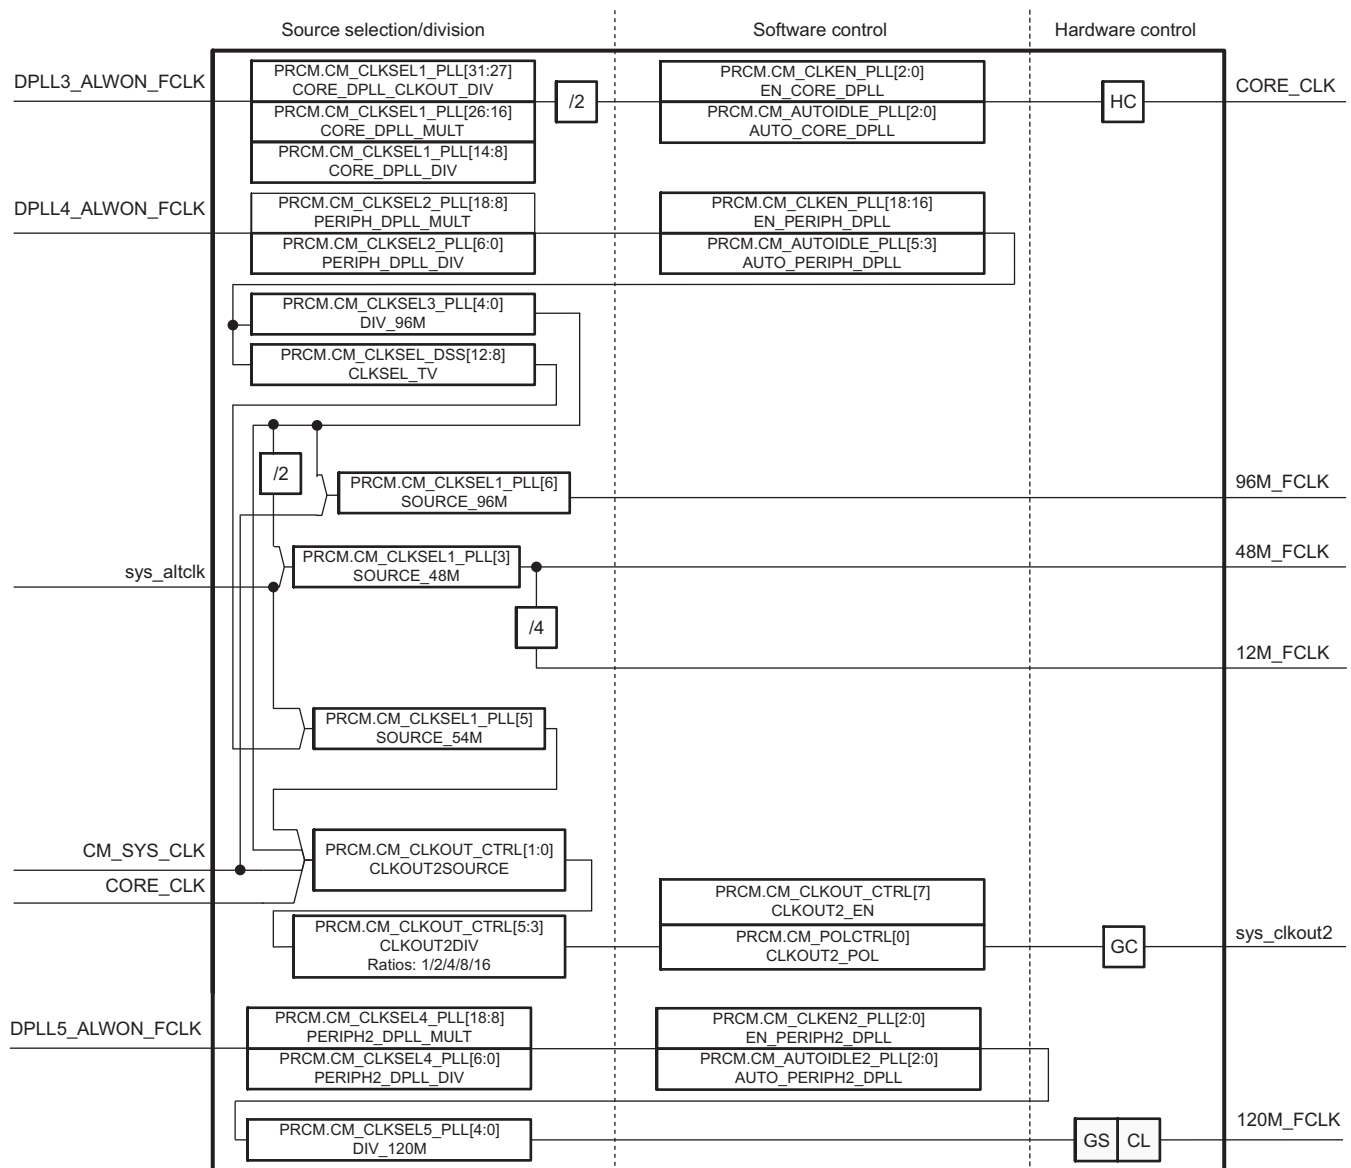 Source selection/division
Software control
Hardware control
DPLL3_ALWON_FCLK
PRCM.CM_CLKSEL1_PLL[31:27]
CORE_DPLL_CLKOUT_DIV
/2
PRCM.CM_CLKEN_PLL[2:0]
EN_CORE_DPLL
HC
CORE_CLK
PRCM.CM_CLKSEL1_PLL[26:16]
CORE_DPLL_MULT
PRCM.CM_AUTOIDLE_PLL[2:0]
AUTO_CORE_DPLL
PRCM.CM_CLKSEL1_PLL[14:8]
CORE_DPLL_DIV
DPLL4_ALWON_FCLK
PRCM.CM_CLKSEL2_PLL[18:8]
PERIPH_DPLL_MULT
PRCM.CM_CLKEN_PLL[18:16]
EN_PERIPH_DPLL
PRCM.CM_CLKSEL2_PLL[6:0]
PERIPH_DPLL_DIV
PRCM.CM_AUTOIDLE_PLL[5:3]
AUTO_PERIPH_DPLL
PRCM.CM_CLKSEL3_PLL[4:0]
DIV_96M
PRCM.CM_CLKSEL_DSS[12:8]
CLKSEL_TV
/2
PRCM.CM_CLKSEL1_PLL[6]
SOURCE_96M
96M_FCLK
sys_altclk
PRCM.CM_CLKSEL1_PLL[3]
SOURCE_48M
48M_FCLK
/4
12M_FCLK
PRCM.CM_CLKSEL1_PLL[5]
SOURCE_54M
CM_SYS_CLK
CORE_CLK
PRCM.CM_CLKOUT_CTRL[1:0]
CLKOUT2SOURCE
PRCM.CM_CLKOUT_CTRL[7]
CLKOUT2_EN
PRCM.CM_CLKOUT_CTRL[5:3]
CLKOUT2DIV
Ratios: 1/2/4/8/16
PRCM.CM_POLCTRL[0]
CLKOUT2_POL
GC
sys_clkout2
DPLL5_ALWON_FCLK
PRCM.CM_CLKSEL4_PLL[18:8]
PERIPH2_DPLL_MULT
PRCM.CM_CLKEN2_PLL[2:0]
EN_PERIPH2_DPLL
PRCM.CM_CLKSEL4_PLL[6:0]
PERIPH2_DPLL_DIV
PRCM.CM_AUTOIDLE2_PLL[2:0]
AUTO_PERIPH2_DPLL
PRCM.CM_CLKSEL5_PLL[4:0]
DIV_120M
GS
CL
120M_FCLK